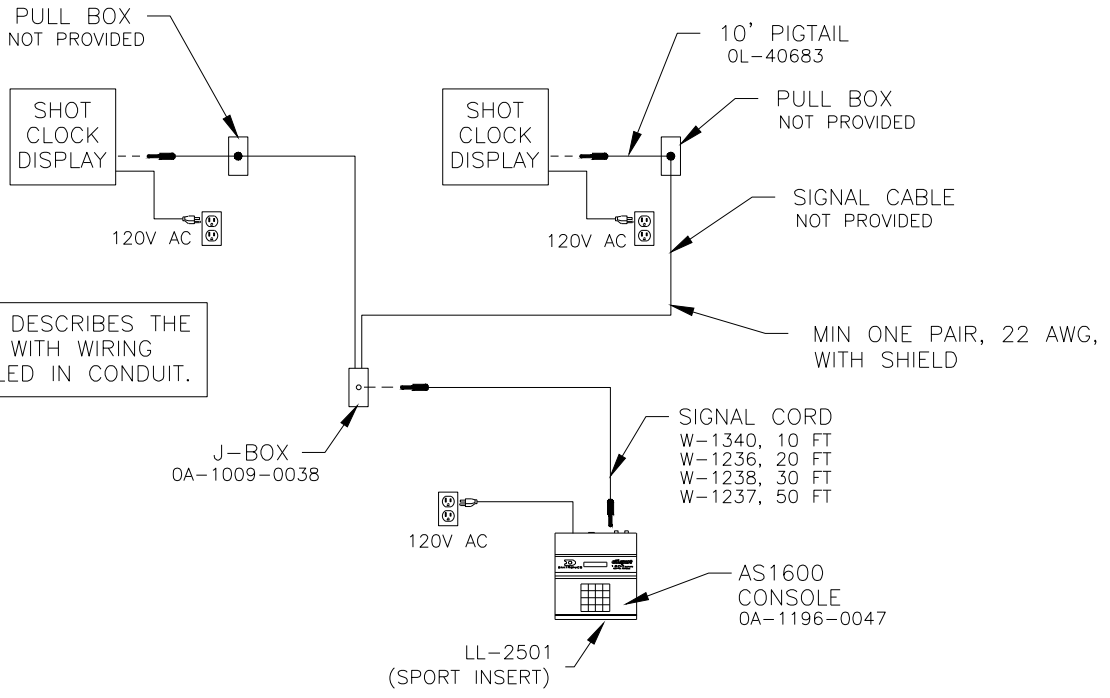 PULL BOX
NOT PROVIDED
SHOT
CLOCK
DISPLAY
120V AC
10' PIGTAIL
0L-40683
SHOT
CLOCK
DISPLAY
PULL BOX
NOT PROVIDED
120V AC
SIGNAL CABLE
NOT PROVIDED
MIN ONE PAIR, 22 AWG,
WITH SHIELD
DESCRIBES THE
WITH WIRING
LED IN CONDUIT.
J-BOX
0A-1009-0038
SIGNAL CORD
W-1340, 10 FT
W-1236, 20 FT
W-1238, 30 FT
W-1237, 50 FT
120V AC
DAKTRONICS
AS1600
CONSOLE
0A-1196-0047
LL-2501
(SPORT INSERT)